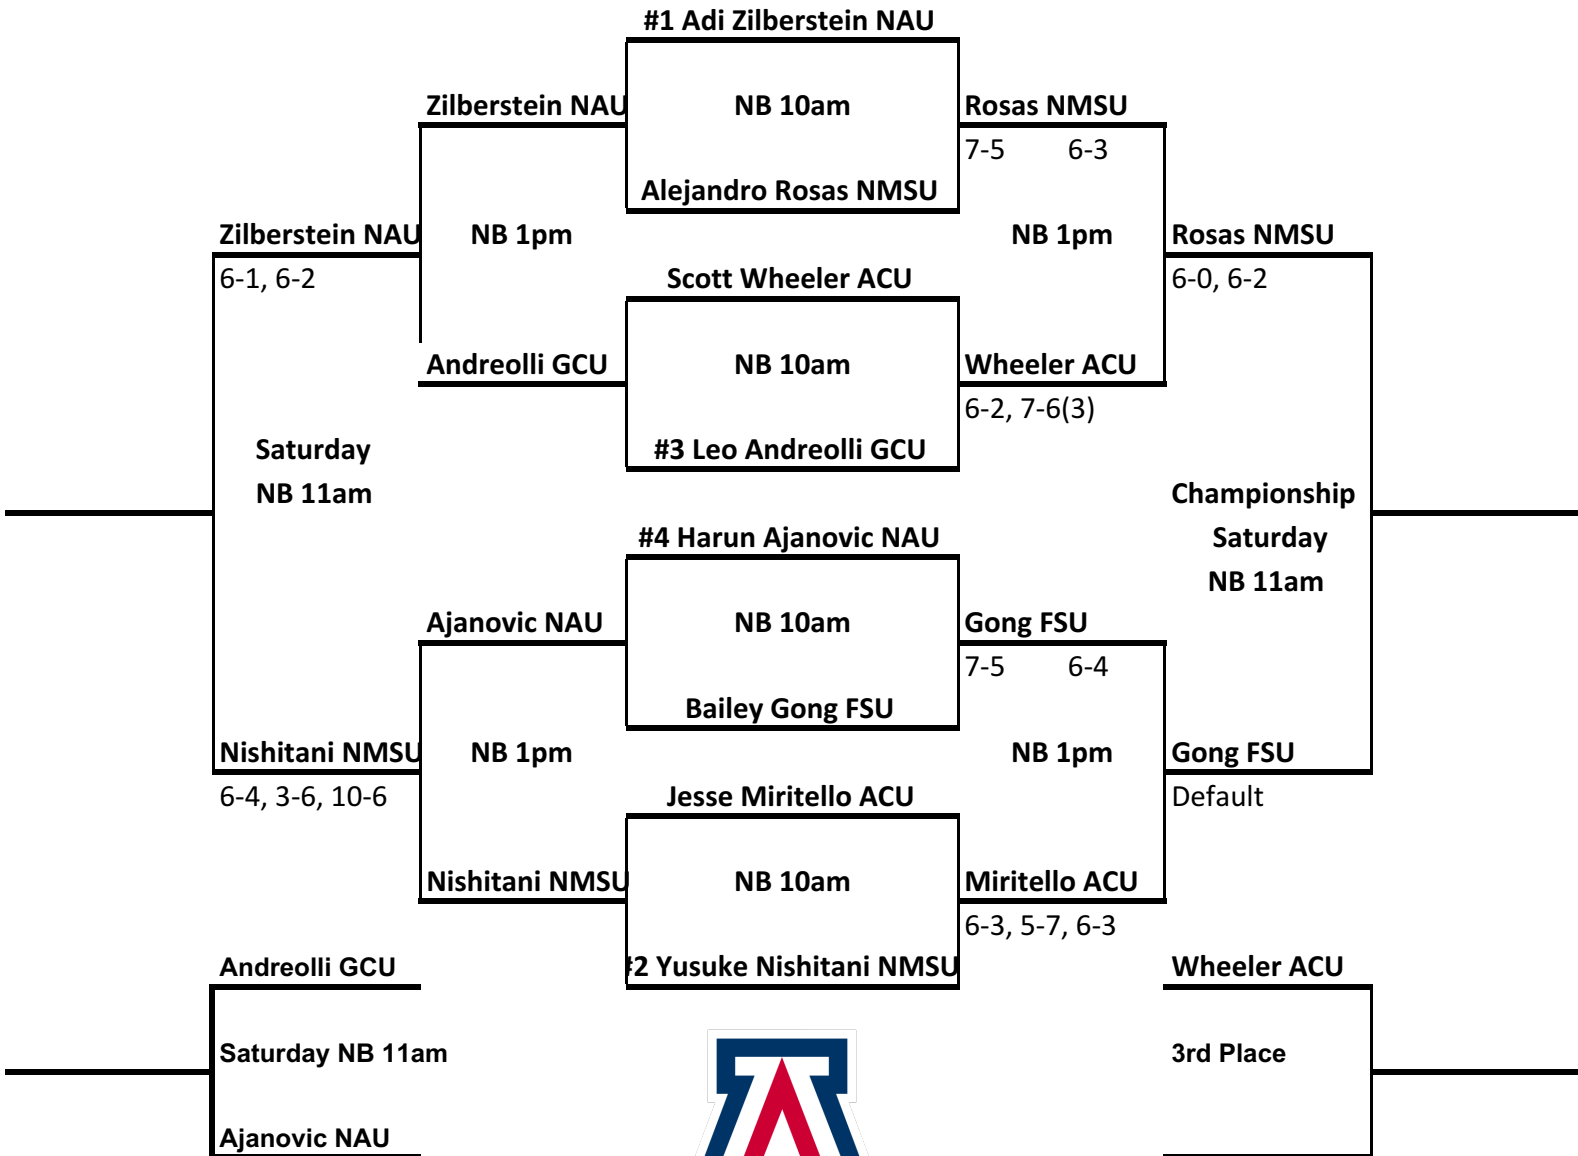 #1 Adi Zilberstein NAU
Zilberstein NAU NB 10am Rosas NMSU
7-5 6-3
Alejandro Rosas NMSU
Zilberstein NAU NB 1pm NB 1pm Rosas NMSU
6-1, 6-2 Scott Wheeler ACU 6-0, 6-2
Andreolli GCU NB 10am Wheeler ACU
6-2, 7-6(3)
Saturday #3 Leo Andreolli GCU
NB 11am Championship
#4 Harun Ajanovic NAU Saturday
NB 11am
Ajanovic NAU NB 10am Gong FSU
7-5 6-4
Bailey Gong FSU
Nishitani NMSU NB 1pm NB 1pm Gong FSU
6-4, 3-6, 10-6 Jesse Miritello ACU Default
Nishitani NMSU NB 10am Miritello ACU
6-3, 5-7, 6-3
Andreolli GCU #2 Yusuke Nishitani NMSU Wheeler ACU
Saturday NB 11am 3rd Place
Ajanovic NAU